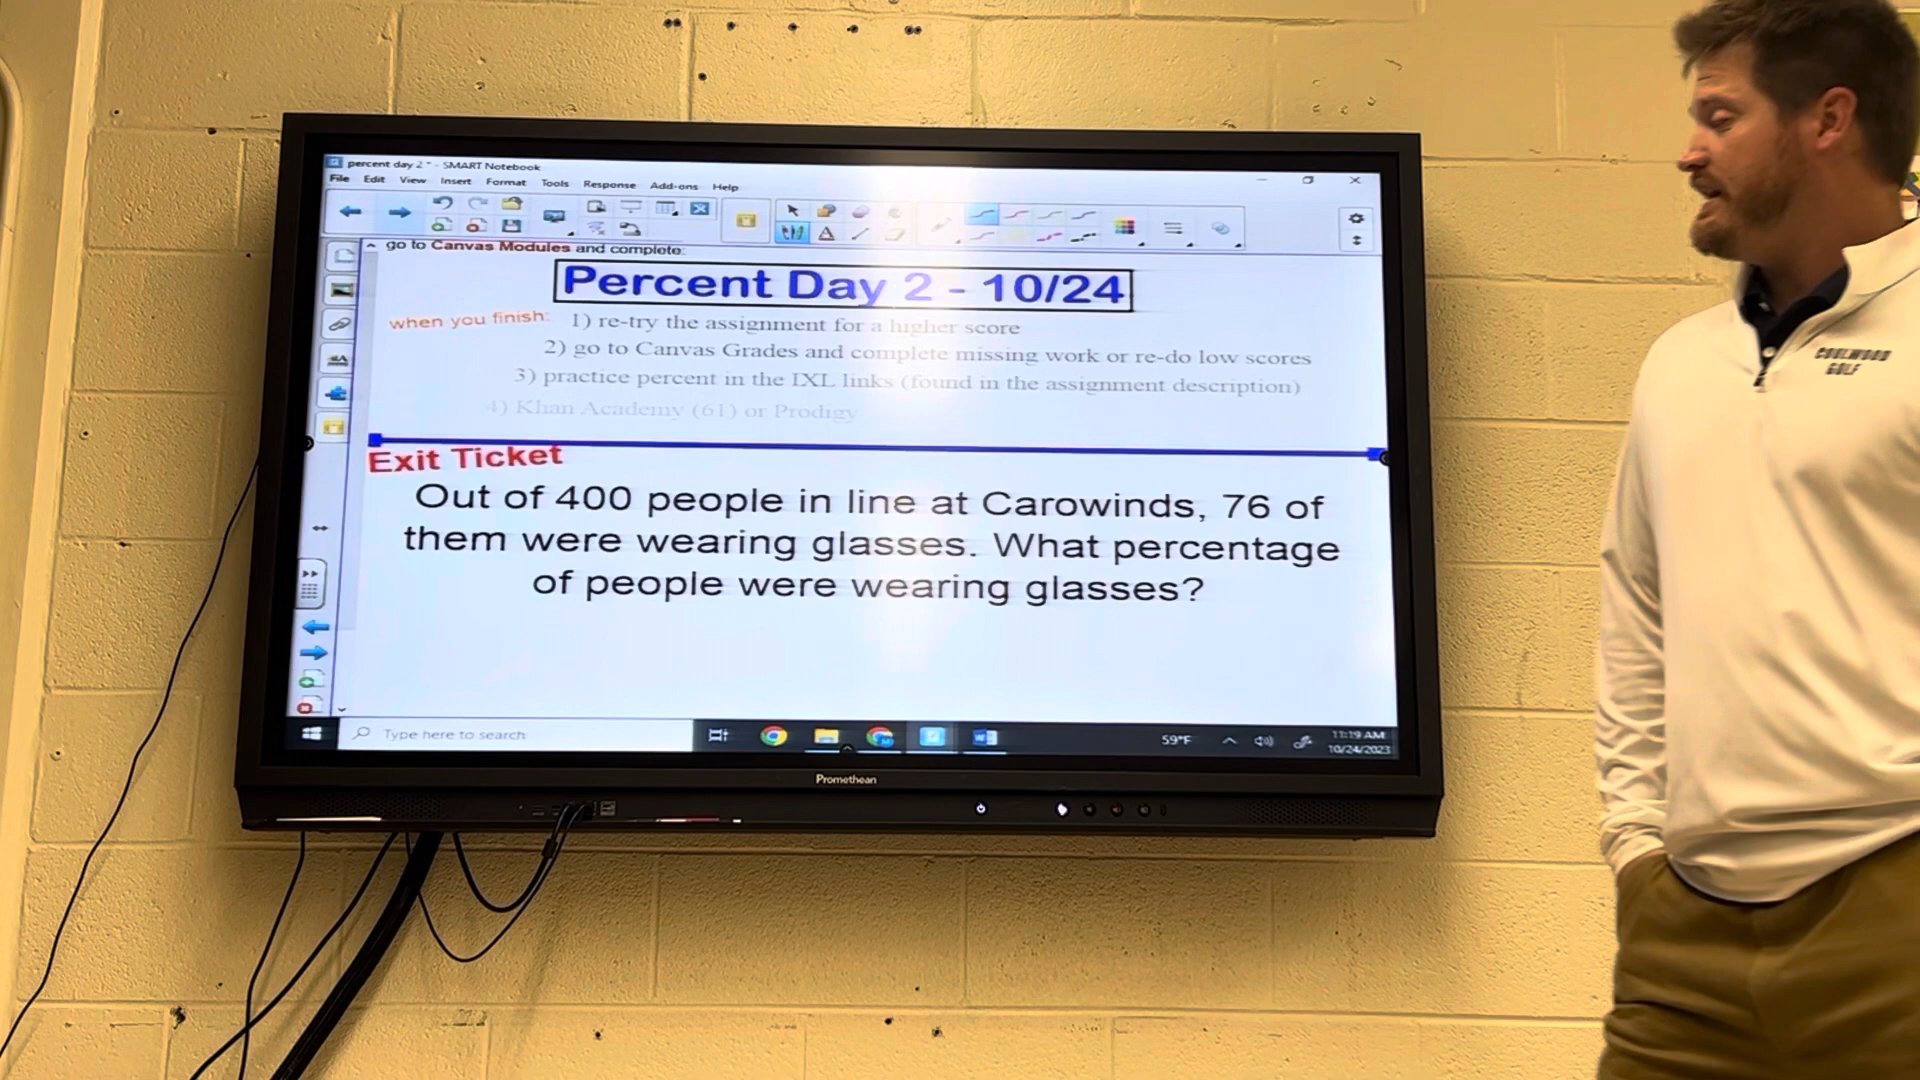 percent day 2 * - SMART Notebook
File Edit View Insert Format Tools Response Add-ons Help
go to Canvas Modules and complete:
Percent Day 2 - 10/24
when you finish: 1) re-try the assignment for a higher score
2) go to Canvas Grades and complete missing work or re-do low scores
3) practice percent in the IXL links (found in the assignment description)
4) Khan Academy (61) or Prodigy
Exit Ticket
Out of 400 people in line at Carowinds, 76 of
them were wearing glasses. What percentage
of people were wearing glasses?
Type here to search
59°F
11:19 AM
10/24/2023
Promethean
GOLF